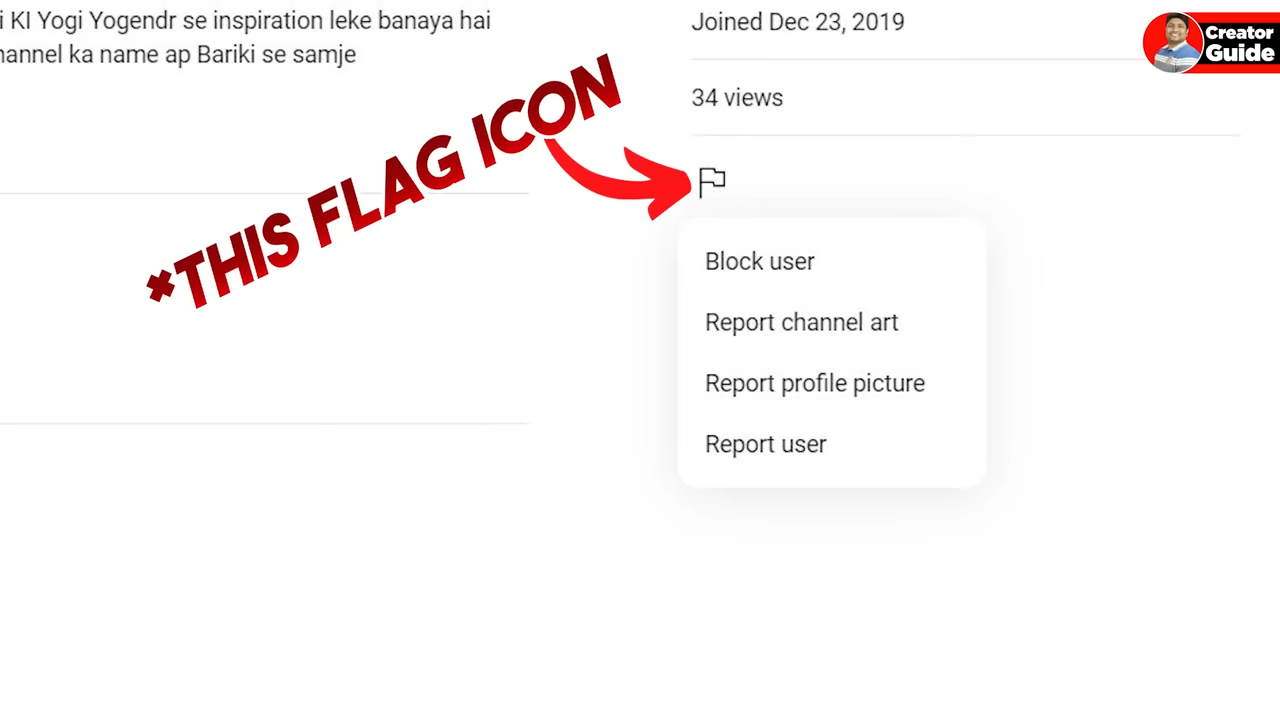 i KI Yogi Yogendr se inspiration leke banaya hai
hannel ka name ap Bariki se samje
Joined Dec 23, 2019
34 views
Creator
Guide
*THIS FLAG ICON
Block user
Report channel art
Report profile picture
Report user